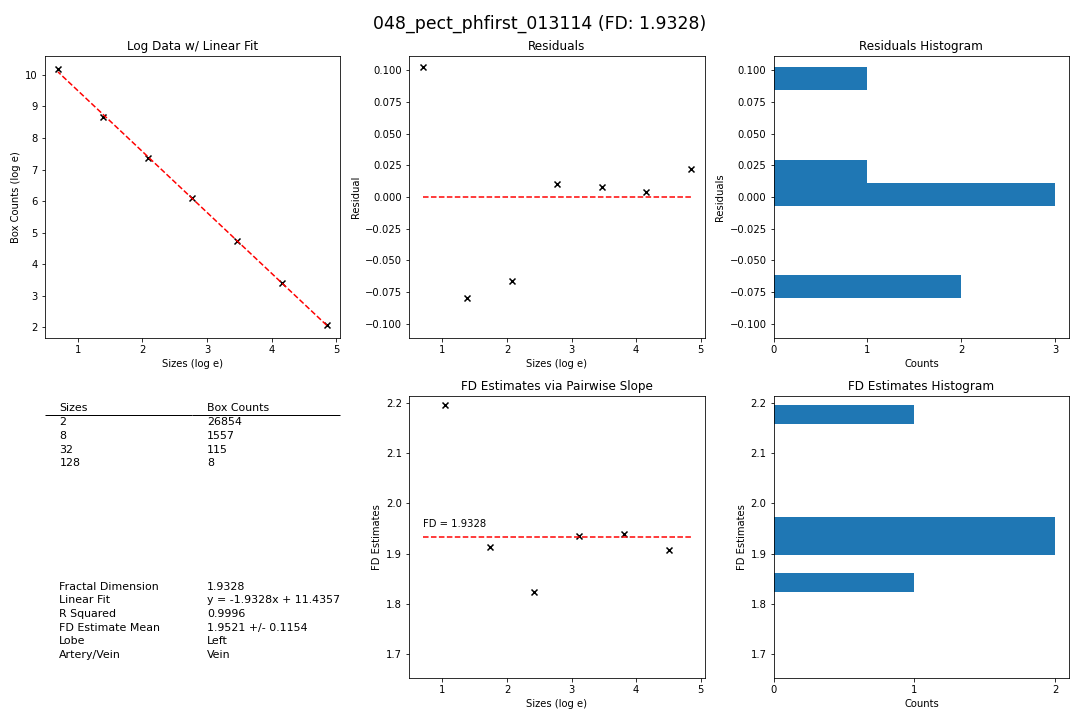 048_pect_phfirst_013114 (FD: 1.9328)
Log Data w/ Linear Fit
10
9
8
7
6
5
4
3
2
Box Counts (log e)
1 2 3 4 5
Sizes (log e)
Residuals
0.100
0.075
0.050
0.025
0.000
−0.025
−0.050
−0.075
−0.100
Residual
1 2 3 4 5
Sizes (log e)
Residuals Histogram
0.100
0.075
0.050
0.025
0.000
−0.025
−0.050
−0.075
−0.100
Residuals
0 1 2 3
Counts
Sizes Box Counts
2 26854
8 1557
32 115
128 8
Fractal Dimension 1.9328
Linear Fit y = -1.9328x + 11.4357
R Squared 0.9996
FD Estimate Mean 1.9521 +/- 0.1154
Lobe Left
Artery/Vein Vein
FD Estimates via Pairwise Slope
2.2
2.1
2.0
1.9
1.8
1.7
FD Estimates
FD = 1.9328
1 2 3 4 5
Sizes (log e)
FD Estimates Histogram
2.2
2.1
2.0
1.9
1.8
1.7
FD Estimates
0 1 2
Counts